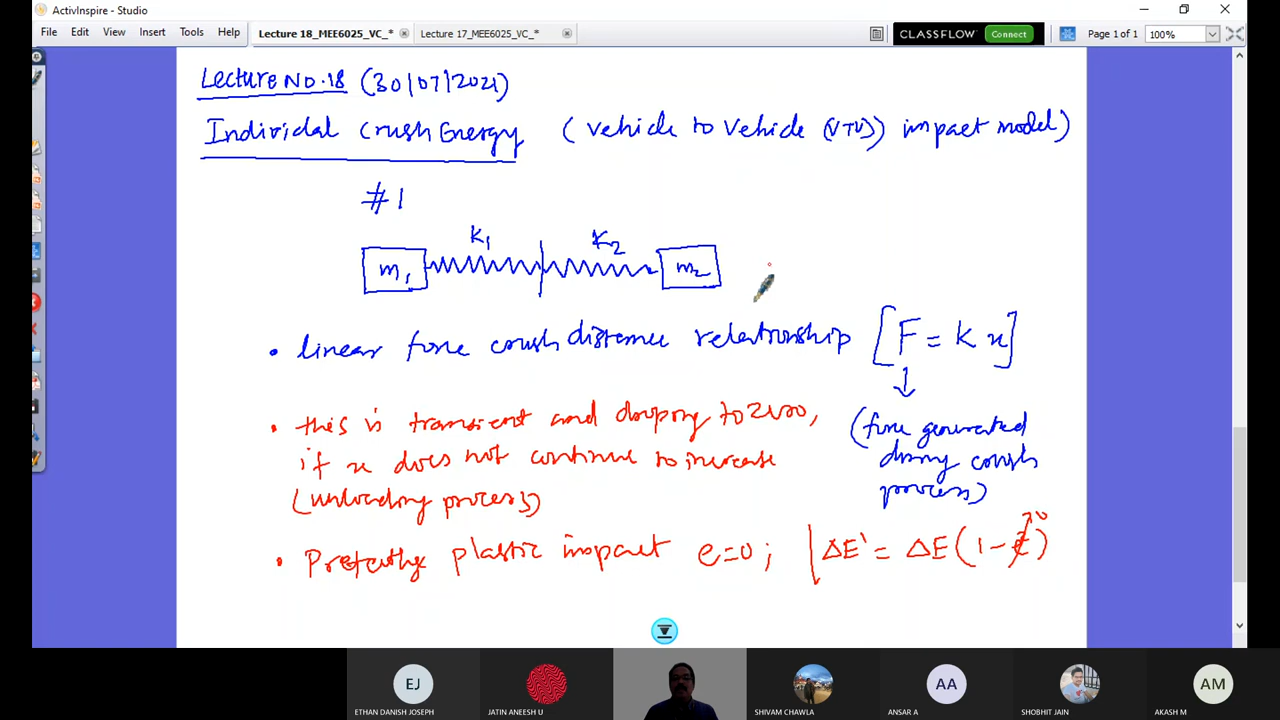 ActivInspire - Studio
File Edit View Insert Tools Help
Lecture 18_MEE6025_VC_* Lecture 17_MEE6025_VC_*
CLASSFLOW Connect
Page 1 of 1 100%
Lecture No.18 (30/07/2021)
Individal Crush Energy (Vehicle to Vehicle (VTV)) impact model)
#1
K1 K2
m1 m2
• linear force crush distance relationship [F = K x]
• this is transient and droping to zero,
if x does not continue to increase
(unloading process)
(force generated
during crush
process)
• plastic impact e=0; ΔE' = ΔE(1-e²)→0
EJ
ETHAN DANISH JOSEPH
JATIN ANEESH U
SHIVAM CHAWLA
AA
ANSAR A
SHOBHIT JAIN
AM
AKASH M